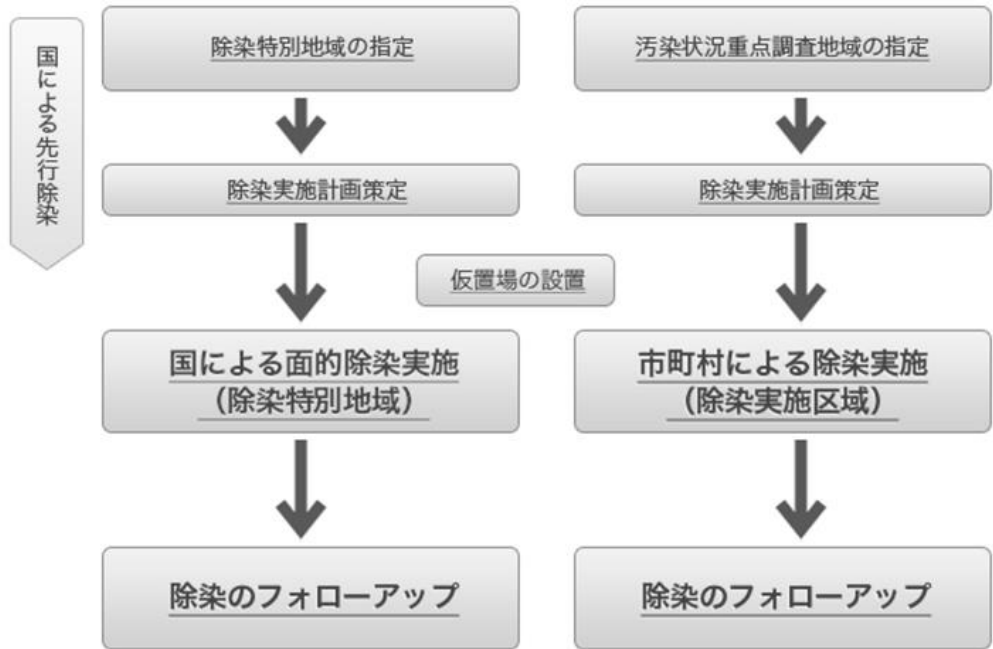 国による先行除染
除染特別地域の指定
汚染状況重点調査地域の指定
除染実施計画策定
除染実施計画策定
仮置場の設置
国による面的除染実施
（除染特別地域）
市町村による除染実施
（除染実施区域）
除染のフォローアップ
除染のフォローアップ